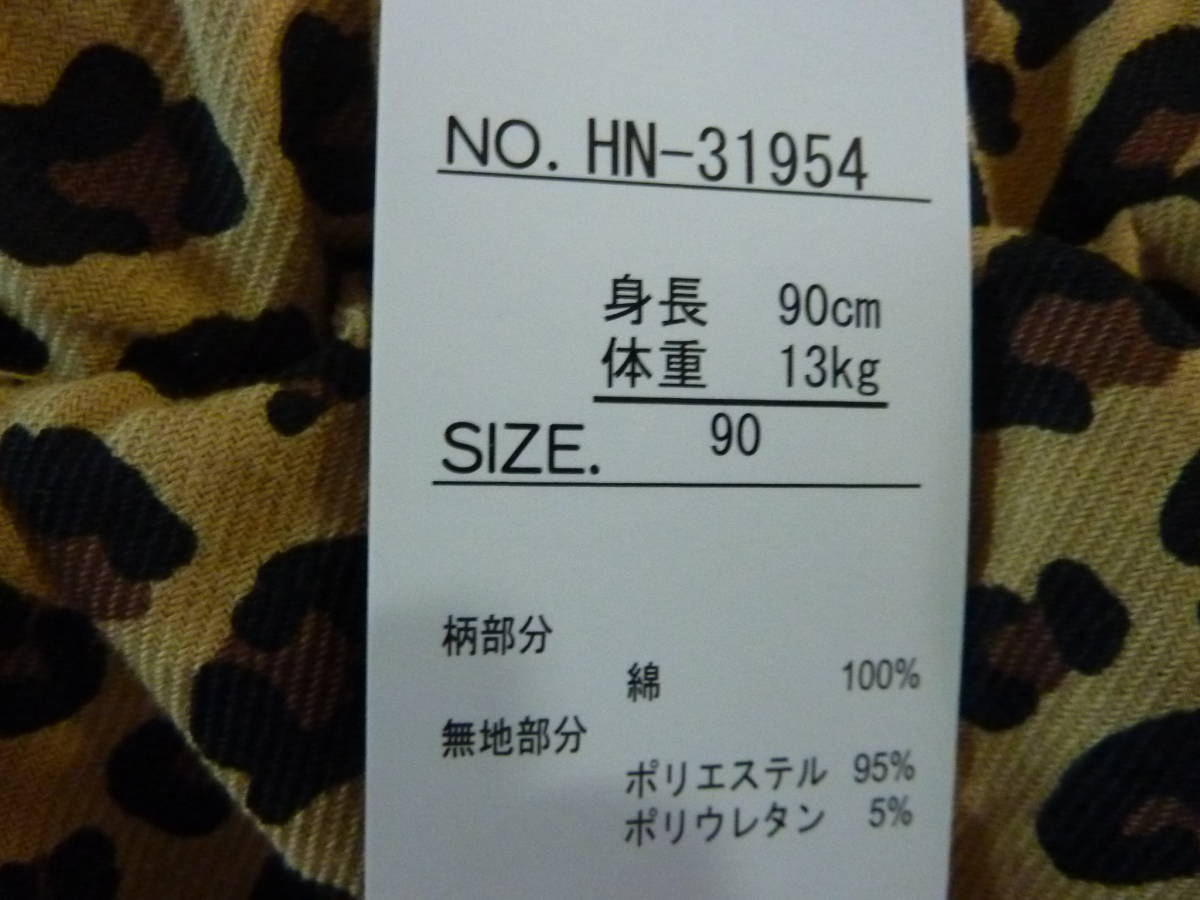 NO. HN-31954
身長 90cm
体重 13kg
SIZE. 90
柄部分
綿 100%
無地部分
ポリエステル 95%
ポリウレタン 5%